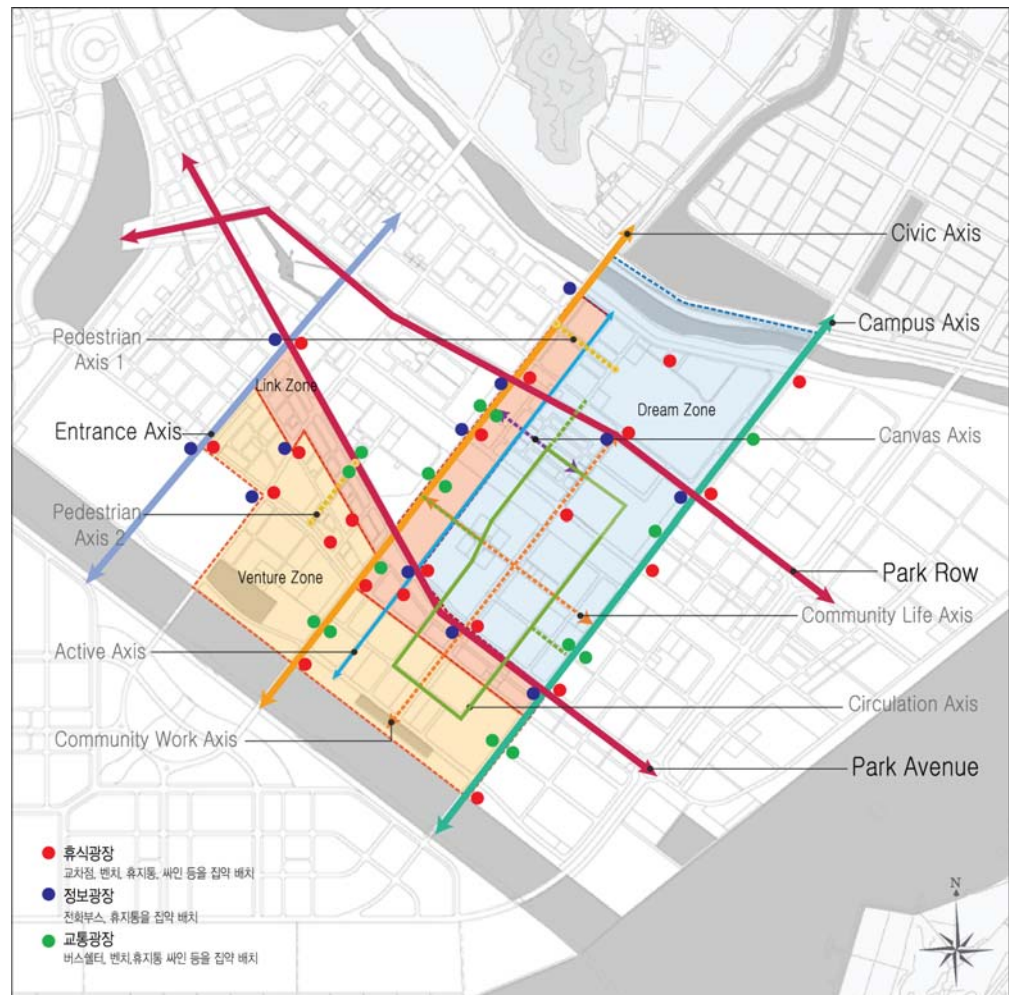 Civic Axis
Campus Axis
Pedestrian
Axis 1
Link Zone
Dream Zone
Entrance Axis
Canvas Axis
Pedestrian
Axis 2
Venture Zone
Park Row
Community Life Axis
Active Axis
Circulation Axis
Community Work Axis
Park Avenue
휴식광장
교차점, 벤치, 휴지통, 싸인 등을 집약 배치
정보광장
전화부스, 휴지통을 집약 배치
교통광장
버스쉘터, 벤치,휴지통 싸인 등을 집약 배치
N